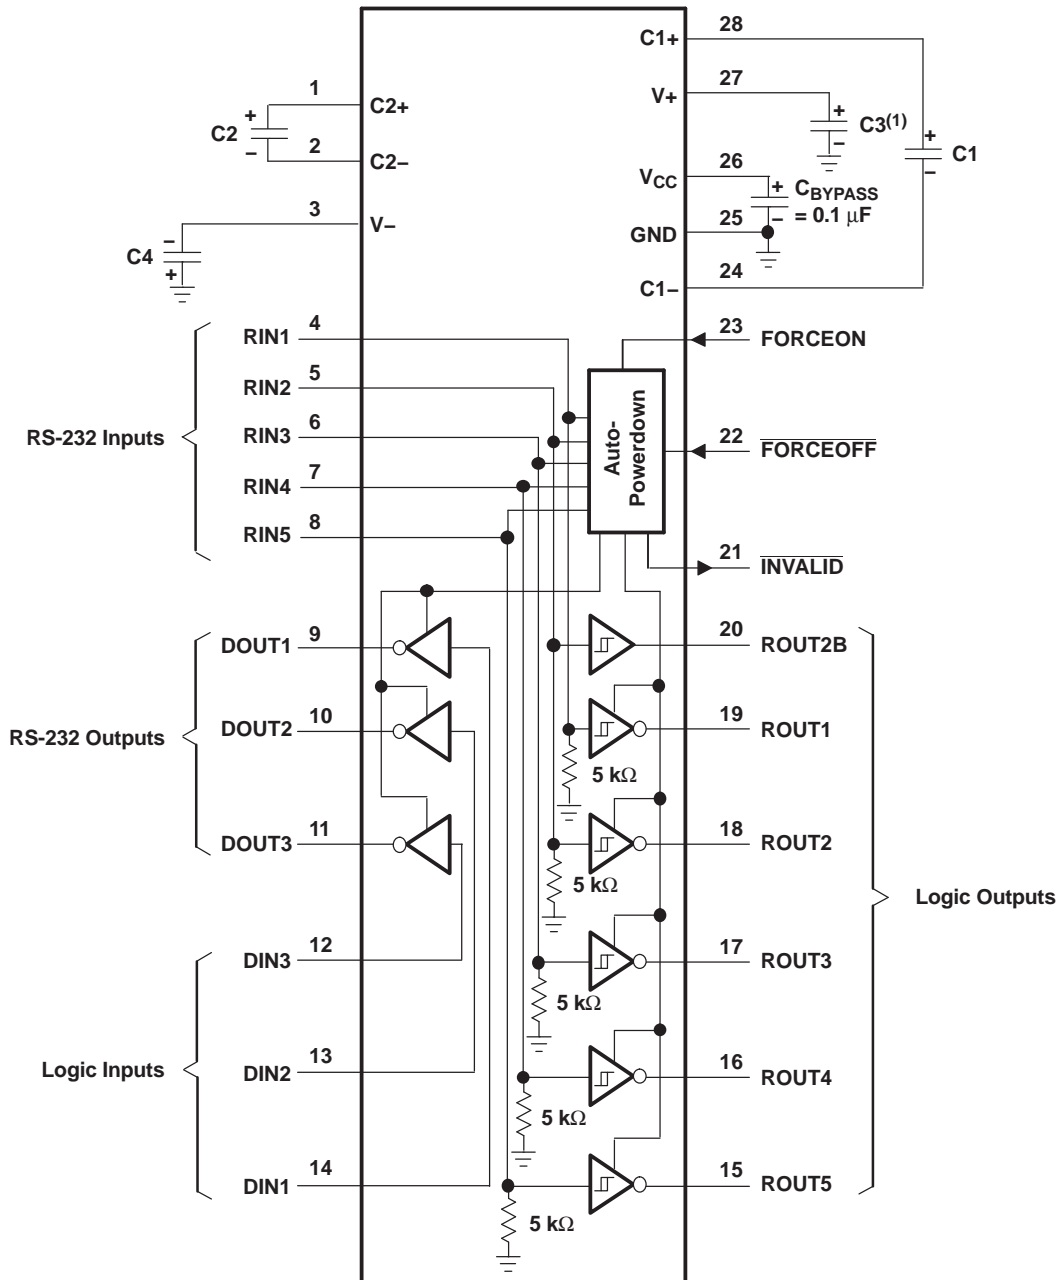 28
C1+
27
V+
+
C3(1)
–
+
C1
–
1
C2+
+
C2
–
2
C2–
26
VCC
+
CBYPASS
= 0.1 μF
–
25
GND
3
V–
–
C4
+
24
C1–
RS-232 Inputs
RIN1
4
RIN2
5
RIN3
6
RIN4
7
RIN5
8
Auto-
Powerdown
23
FORCEON
22
FORCEOFF
21
INVALID
RS-232 Outputs
DOUT1
9
DOUT2
10
DOUT3
11
20
ROUT2B
19
ROUT1
5 kΩ
18
ROUT2
5 kΩ
17
ROUT3
5 kΩ
16
ROUT4
5 kΩ
15
ROUT5
5 kΩ
Logic Outputs
Logic Inputs
DIN3
12
DIN2
13
DIN1
14